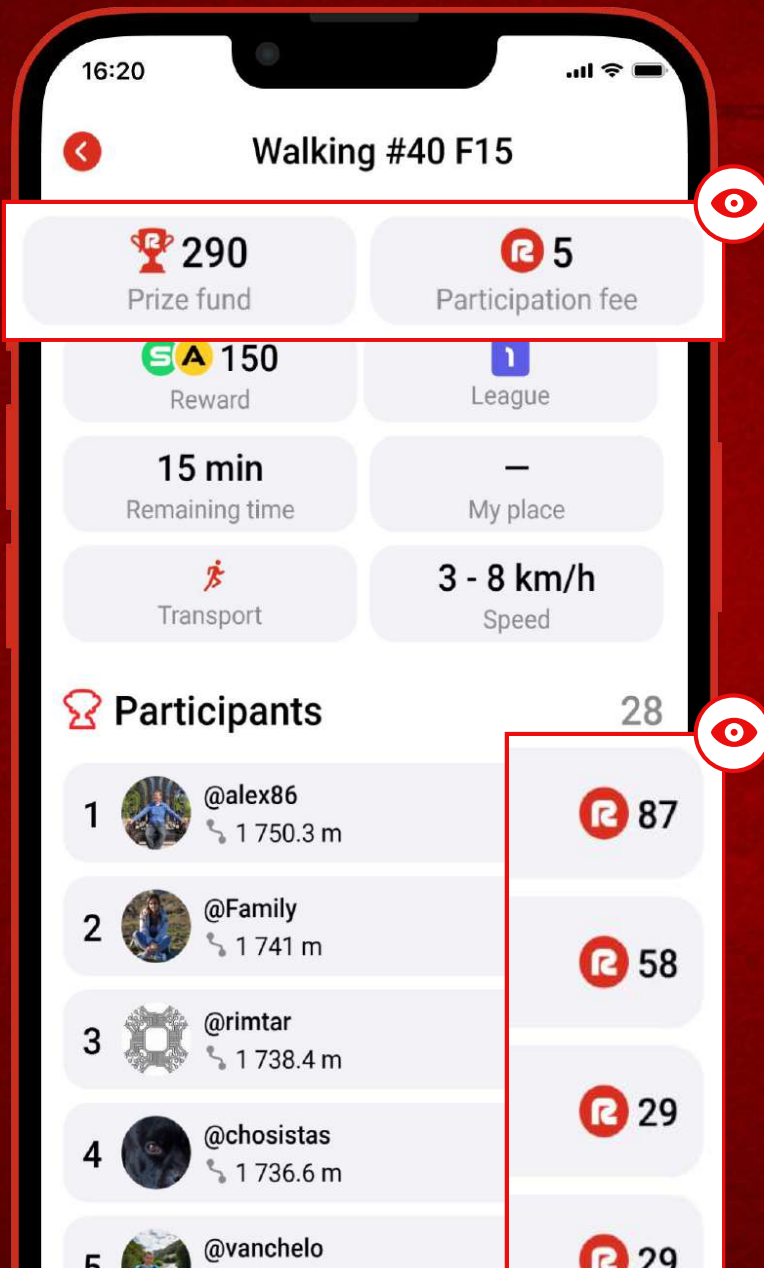 16:20
Walking #40 F15
290
Prize fund
5
Participation fee
S A 150
Reward
1
League
15 min
Remaining time
–
My place
Transport
3 - 8 km/h
Speed
Participants
28
1
@alex86
1 750.3 m
87
2
@Family
1 741 m
58
3
@rimtar
1 738.4 m
29
4
@chosistas
1 736.6 m
29
5
@vanchelo